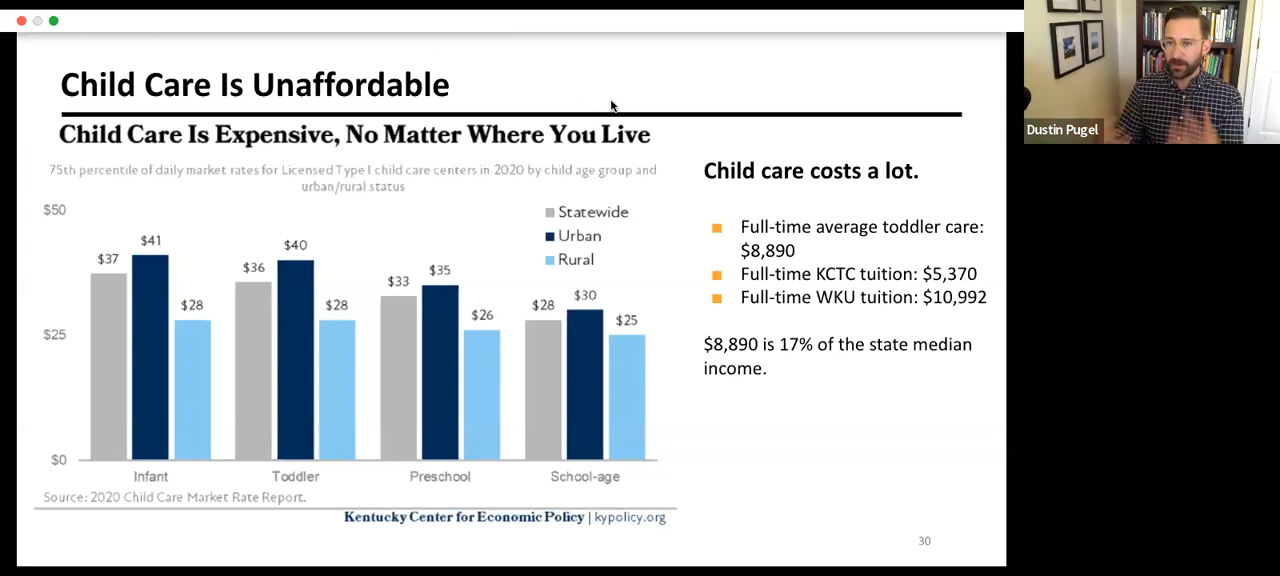 Child Care Is Unaffordable
Child Care Is Expensive, No Matter Where You Live
75th percentile of daily market rates for Licensed Type I child care centers in 2020 by child age group and
urban/rural status
$50
$25
$0
Statewide
Urban
Rural
$37
$41
$28
$36
$40
$28
$33
$35
$26
$28
$30
$25
Infant
Toddler
Preschool
School-age
Source: 2020 Child Care Market Rate Report.
Kentucky Center for Economic Policy | kypolicy.org
Child care costs a lot.
Full-time average toddler care:
$8,890
Full-time KCTC tuition: $5,370
Full-time WKU tuition: $10,992
$8,890 is 17% of the state median
income.
30
Dustin Pugel